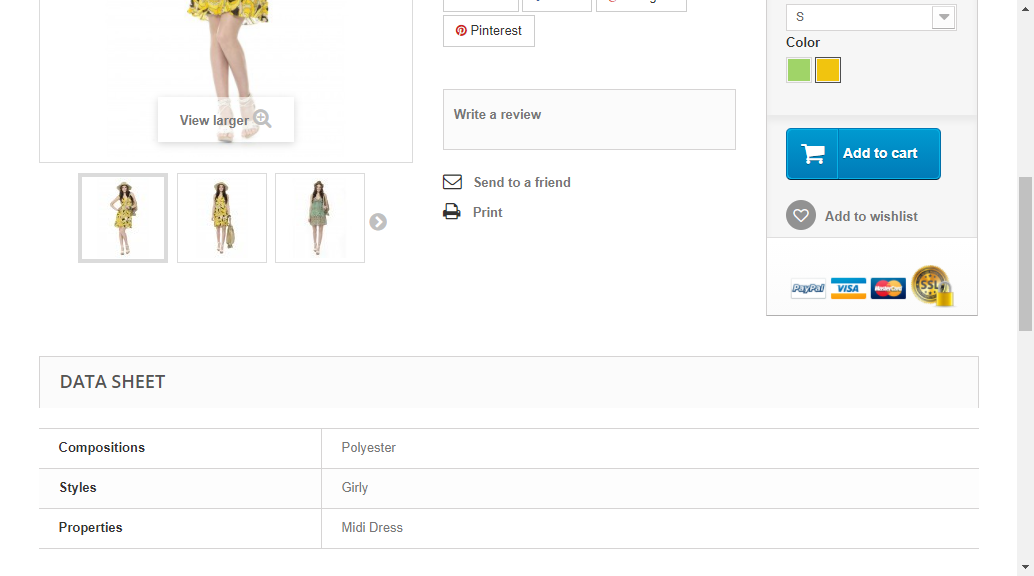 S
Pinterest
Color
View larger
Write a review
Add to cart
Send to a friend
Print
Add to wishlist
PayPal VISA MasterCard SSL
DATA SHEET
Compositions Polyester
Styles Girly
Properties Midi Dress